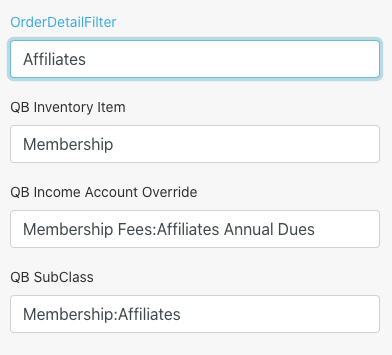 OrderDetailFilter
Affiliates
QB Inventory Item
Membership
QB Income Account Override
Membership Fees:Affiliates Annual Dues
QB SubClass
Membership:Affiliates